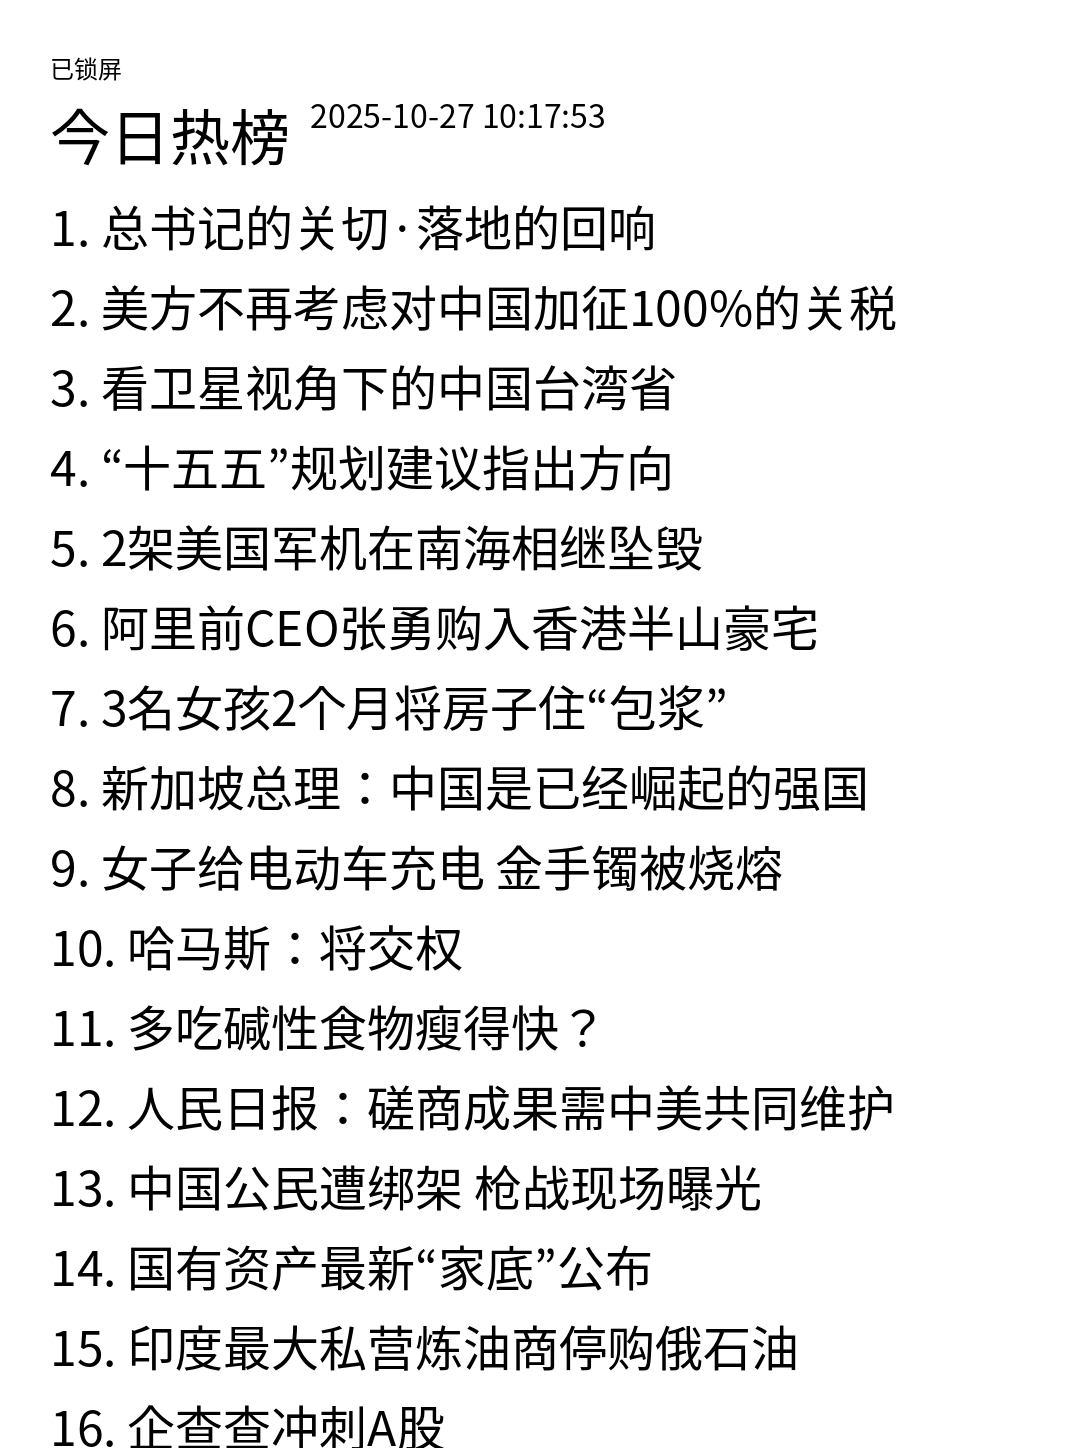 已锁屏
今日热榜 2025-10-27 10:17:53
1. 总书记的关切·落地的回响
2. 美方不再考虑对中国加征100%的关税
3. 看卫星视角下的中国台湾省
4. “十五五”规划建议指出方向
5. 2架美国军机在南海相继坠毁
6. 阿里前CEO张勇购入香港半山豪宅
7. 3名女孩2个月将房子住“包浆”
8. 新加坡总理：中国是已经崛起的强国
9. 女子给电动车充电 金手镯被烧熔
10. 哈马斯：将交权
11. 多吃碱性食物瘦得快？
12. 人民日报：磋商成果需中美共同维护
13. 中国公民遭绑架 枪战现场曝光
14. 国有资产最新“家底”公布
15. 印度最大私营炼油商停购俄石油
16. 企查查冲刺A股